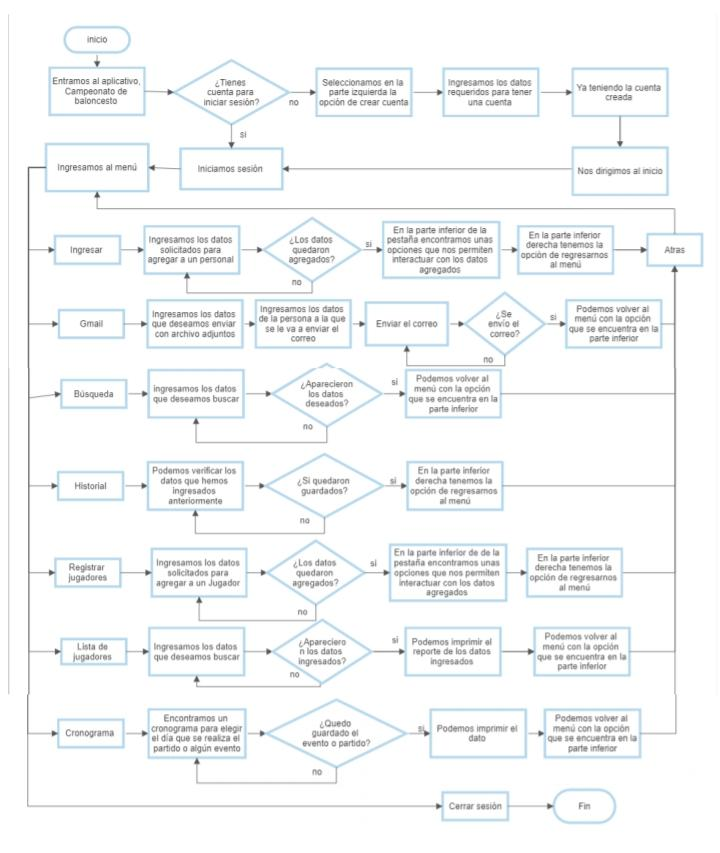 inicio
Entramos al aplicativo,
Campeonato de
baloncesto
¿Tienes
cuenta para
iniciar sesión?
no
si
Seleccionamos en la
parte izquierda la
opción de crear cuenta
Ingresamos los datos
requeridos para tener
una cuenta
Ya teniendo la cuenta
creada
Ingresamos al menú
Iniciamos sesión
Nos dirigimos al inicio
Ingresar
Ingresamos los datos
solicitados para
agregar a un personal
¿Los datos
quedaron
agregados?
si
no
En la parte inferior de la
pestaña encontramos unas
opciones que nos permiten
interactuar con los datos
agregados
En la parte inferior
derecha tenemos la
opción de regresarnos
al menú
Atras
Gmail
Ingresamos los datos
que deseamos enviar
con archivo adjuntos
Ingresamos los datos
de la persona a la que
se le va a enviar el
correo
Enviar el correo
¿Se
envío el
correo?
si
no
Podemos volver al
menú con la opción
que se encuentra en la
parte inferior
Búsqueda
ingresamos los datos
que deseamos buscar
¿Aparecieron
los datos
deseados?
si
no
Podemos volver al
menú con la opción
que se encuentra en la
parte inferior
Historial
Podemos verificar los
datos que hemos
ingresados
anteriormente
¿Si quedaron
guardados?
si
no
En la parte inferior
derecha tenemos la
opción de regresarnos
al menú
Registrar
jugadores
Ingresamos los datos
solicitados para
agregar a un Jugador
¿Los datos
quedaron
agregados?
si
no
En la parte inferior de de la
pestaña encontramos unas
opciones que nos permiten
interactuar con los datos
agregados
En la parte inferior
derecha tenemos la
opción de regresarnos
al menú
Lista de
jugadores
Ingresamos los datos
que deseamos buscar
¿Apareciero
n los datos
ingresados?
si
no
Podemos imprimir el
reporte de los datos
ingresados
Podemos volver al
menú con la opción
que se encuentra en la
parte inferior
Cronograma
Encontramos un
cronograma para elegir
el día que se realiza el
partido o algún evento
¿Quedo
guardado el
evento o partido?
si
no
Podemos imprimir el
dato
Podemos volver al
menú con la opción
que se encuentra en la
parte inferior
Cerrar sesión
Fin